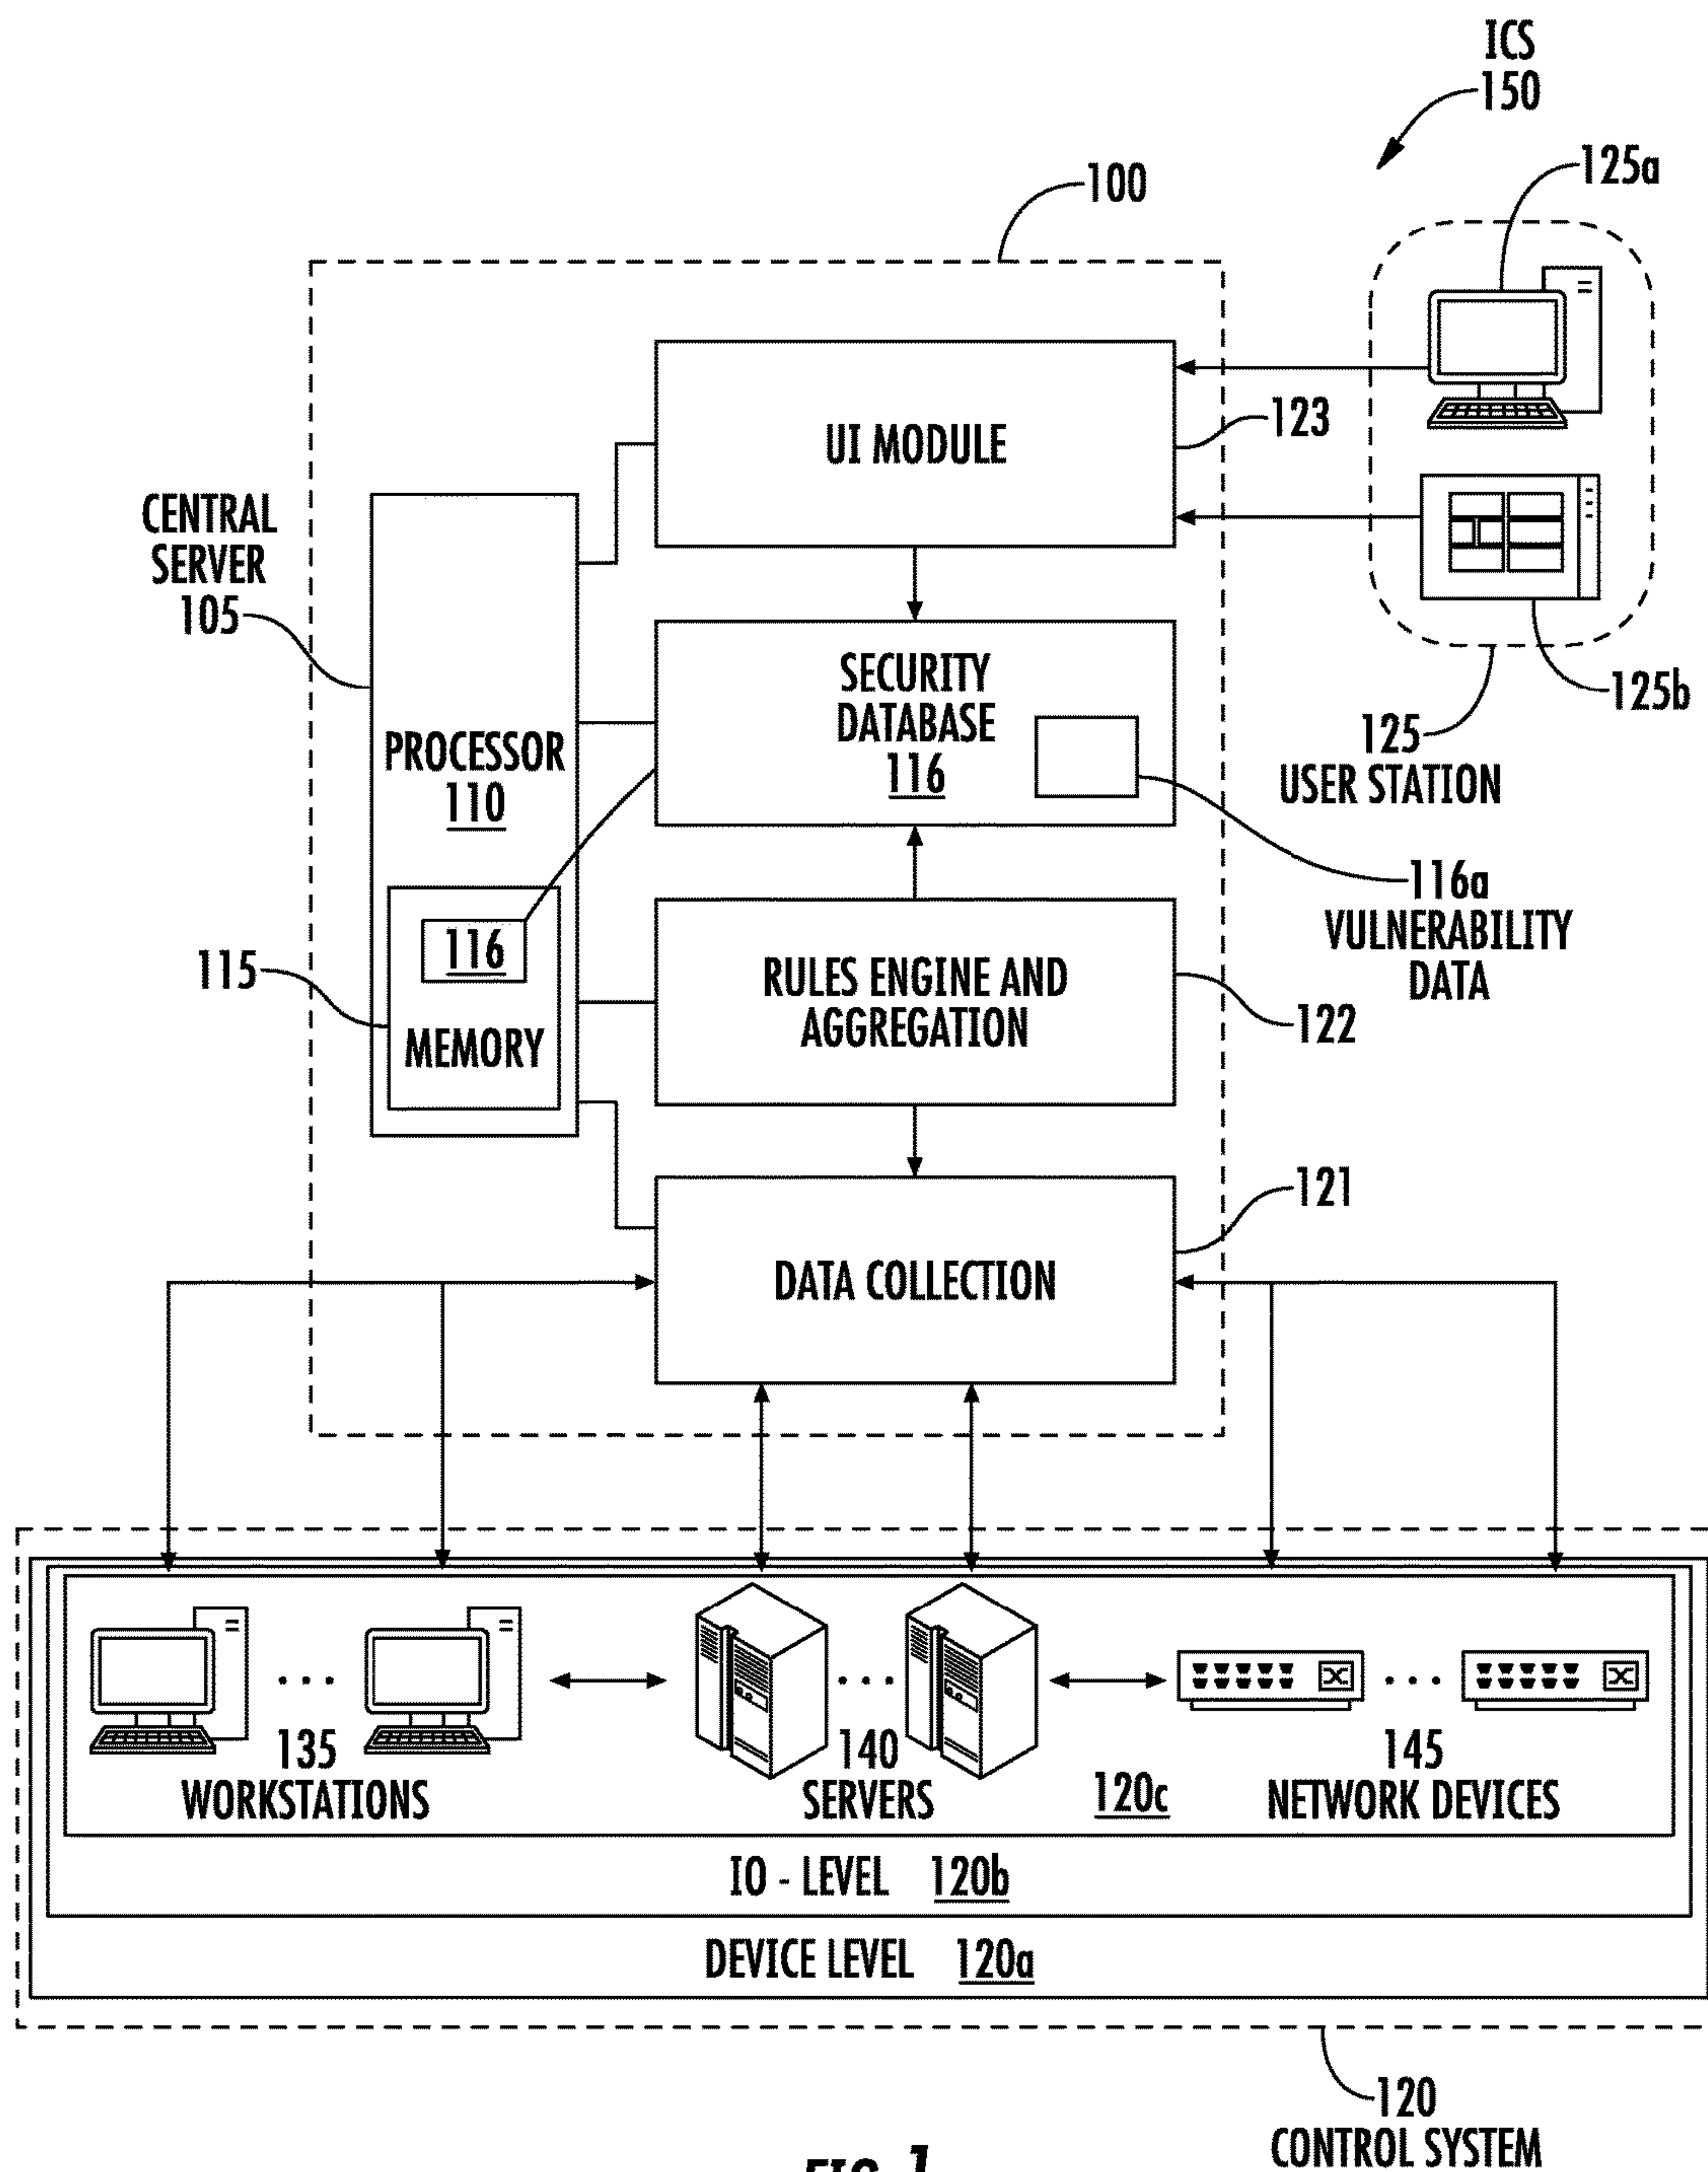 ICS
150
125a
100
UI MODULE
123
CENTRAL
SERVER
105
SECURITY
DATABASE
116
125b
125
USER STATION
PROCESSOR
110
116a
VULNERABILITY
DATA
116
115
MEMORY
RULES ENGINE AND
AGGREGATION
122
121
DATA COLLECTION
135
WORKSTATIONS
140
SERVERS
120c
145
NETWORK DEVICES
IO - LEVEL 120b
DEVICE LEVEL 120a
120
CONTROL SYSTEM
FIG. 1